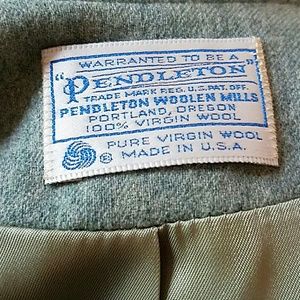 WARRANTED TO BE A
"PENDLETON"
TRADE MARK REG. U.S. PAT. OFF.
PENDLETON WOOLEN MILLS
PORTLAND, OREGON
100% VIRGIN WOOL
PURE VIRGIN WOOL
® MADE IN U.S.A.